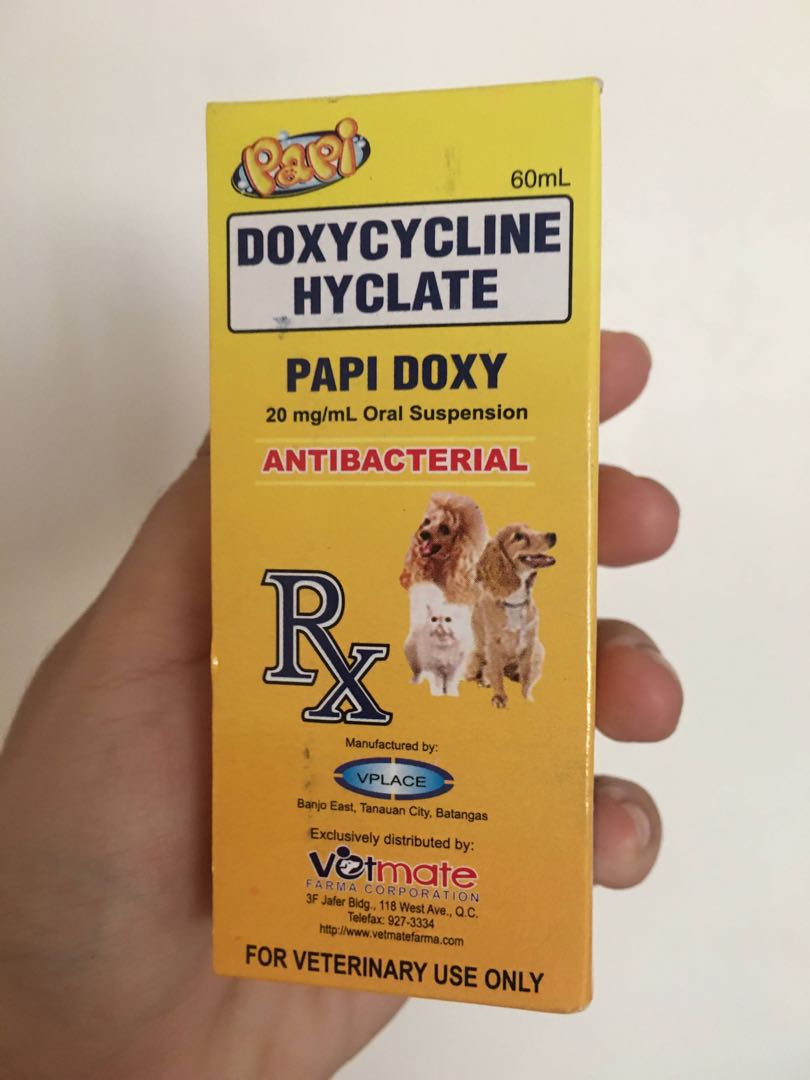 PaPi
60mL
DOXYCYCLINE
HYCLATE
PAPI DOXY
20 mg/mL Oral Suspension
ANTIBACTERIAL
Rx
Manufactured by:
VPLACE
Banjo East, Tanauan City, Batangas
Exclusively distributed by:
Vetmate
FARMA CORPORATION
3F Jafer Bldg., 118 West Ave., Q.C.
Telefax: 927-3334
http://www.vetmatefarma.com
FOR VETERINARY USE ONLY